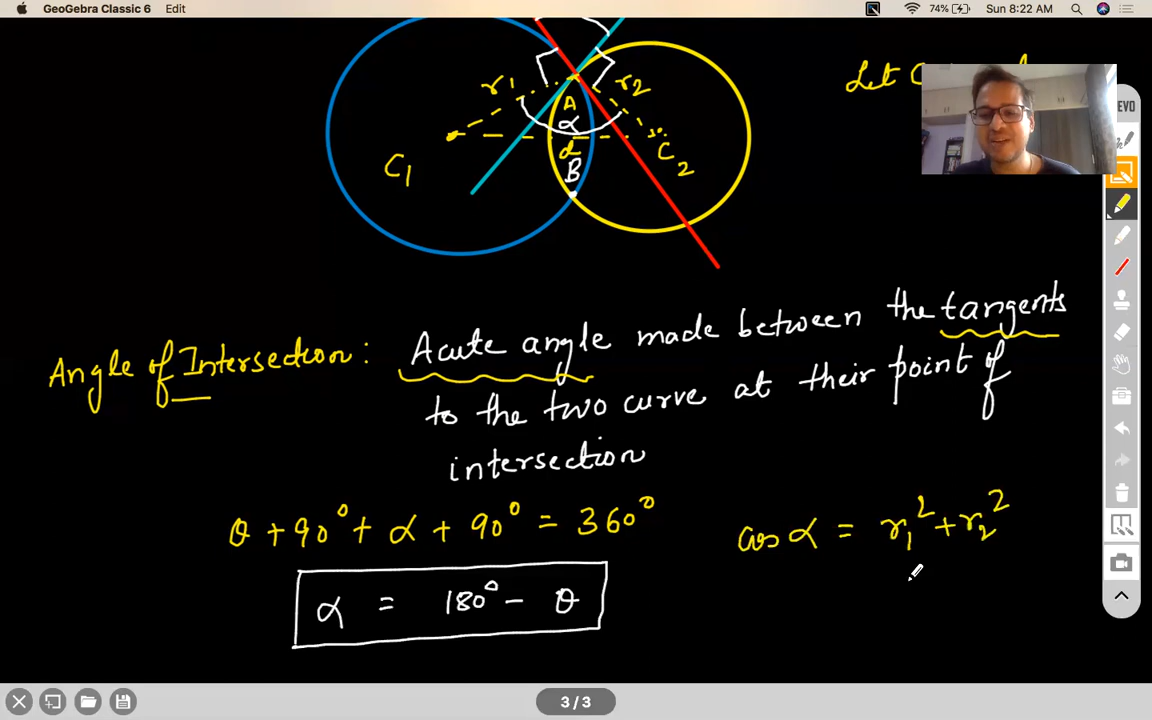 GeoGebra Classic 6 Edit
74% Sun 8:22 AM
Let C
EVO
r1 r2
A
α
d
B
C1
C2
Angle of Intersection : Acute angle made between the tangents
to the two curve at their point of
intersection
θ + 90° + α + 90° = 360°
cos α = r₁² + r₂²
α = 180° - θ
3 / 3